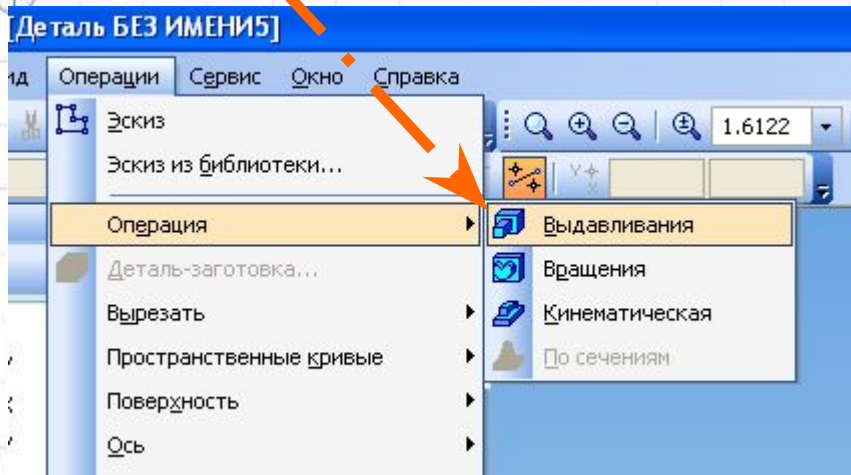 [Деталь БЕЗ ИМЕНИ5]
ид Операции Сервис Окно Справка
Эскиз
1.6122
Эскиз из библиотеки...
Операция
Выдавливания
Деталь-заготовка...
Вращения
Вырезать
Кинематическая
Пространственные кривые
По сечениям
Поверхность
Ось